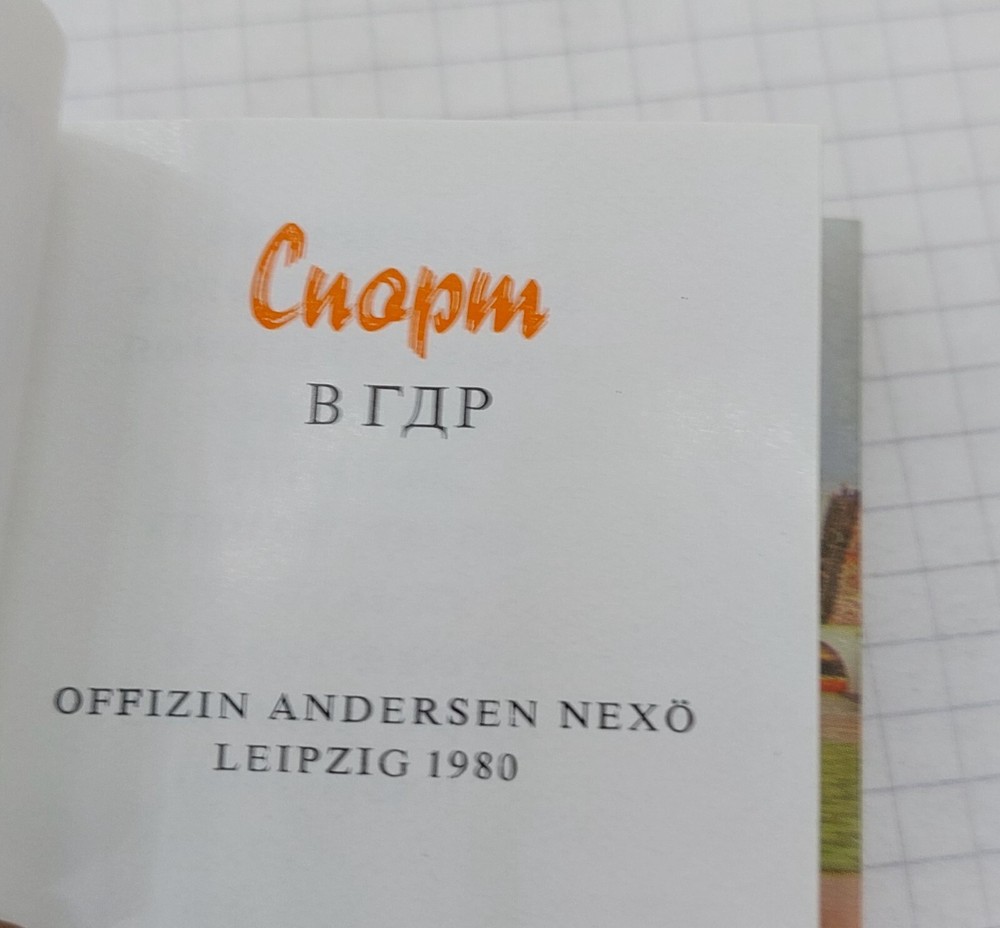 Спорт
В ГДР
OFFIZIN ANDERSEN NEXÖ
LEIPZIG 1980